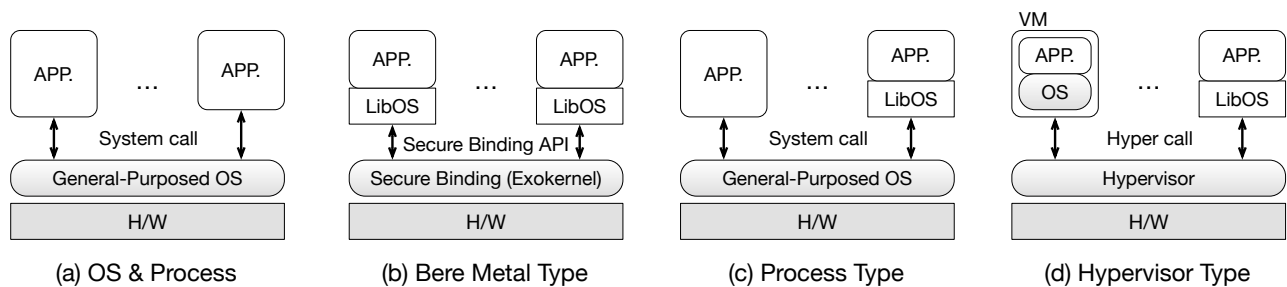 APP.
...
APP.
System call
General-Purposed OS
H/W
(a) OS & Process
APP.
LibOS
...
APP.
LibOS
Secure Binding API
Secure Binding (Exokernel)
H/W
(b) Bere Metal Type
APP.
...
APP.
LibOS
System call
General-Purposed OS
H/W
(c) Process Type
VM
APP.
OS
...
APP.
LibOS
Hyper call
Hypervisor
H/W
(d) Hypervisor Type